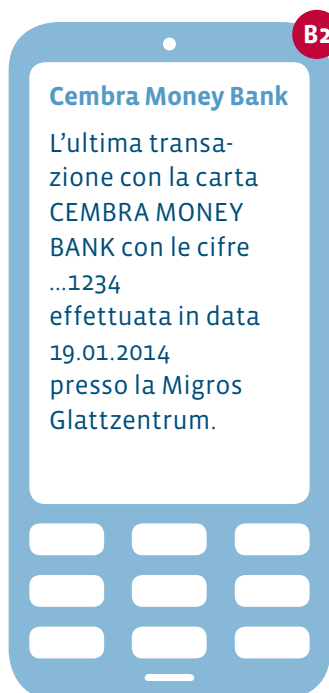 B2
Cembra Money Bank
L’ultima transa-
zione con la carta
CEMBRA MONEY
BANK con le cifre
...1234
effettuata in data
19.01.2014
presso la Migros
Glattzentrum.